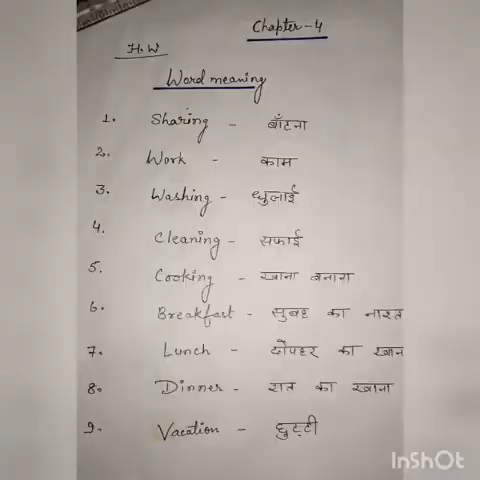 Chapter-4
H.W
Word meaning
1. Sharing - बाँटना
2. Work - काम
3. Washing - धुलाई
4. Cleaning - सफाई
5. Cooking - खाना बनाना
6. Breakfast - सुबह का नाश्त
7. Lunch - दोपहर का खान
8. Dinner - रात का खाना
9. Vacation - छुट्टी
InShOt